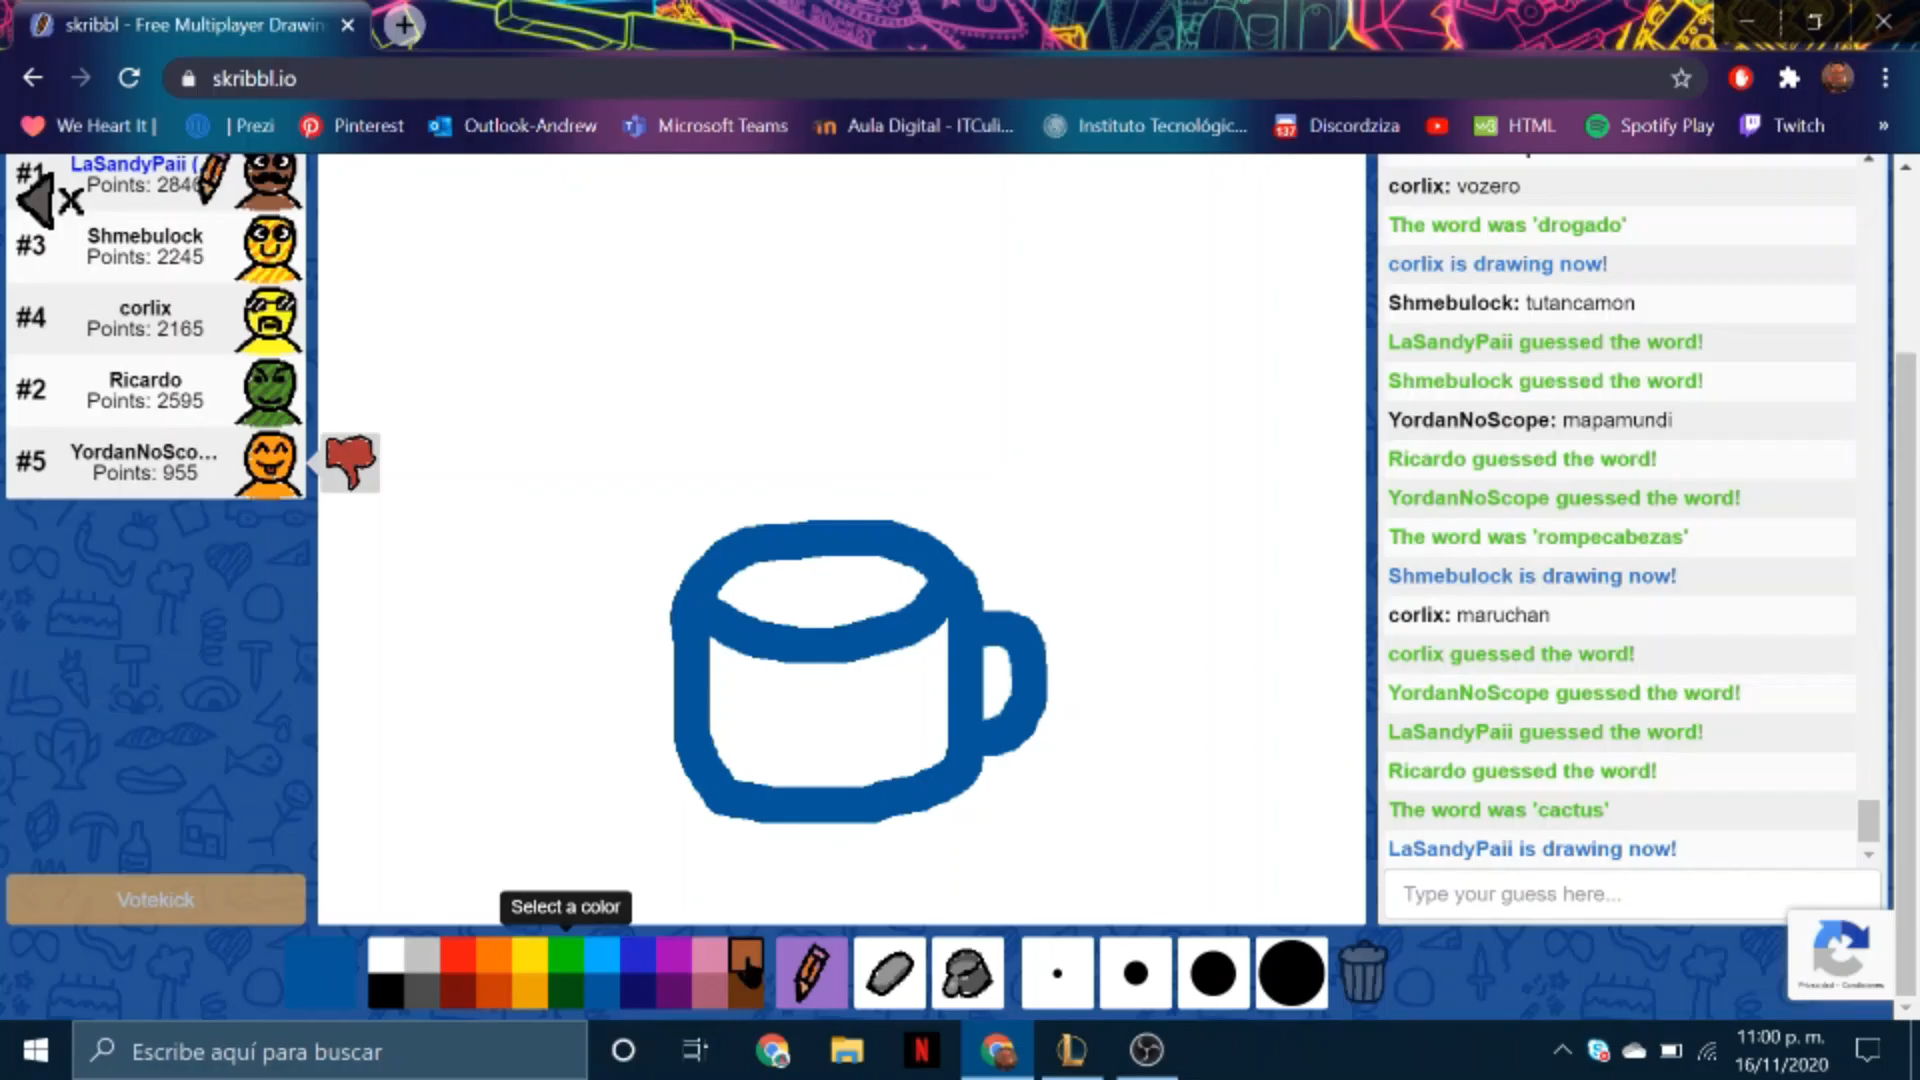 skribbl - Free Multiplayer Drawin
skribbl.io
We Heart It |
| Prezi
Pinterest
Outlook-Andrew
Microsoft Teams
Aula Digital - ITCuli...
Instituto Tecnológic...
Discordziza
HTML
Spotify Play
Twitch
»
#1
LaSandyPaii (
Points: 2840
X
#3
Shmebulock
Points: 2245
#4
corlix
Points: 2165
#2
Ricardo
Points: 2595
#5
YordanNoSco...
Points: 955
Votekick
corlix: vozero
The word was 'drogado'
corlix is drawing now!
Shmebulock: tutancamon
LaSandyPaii guessed the word!
Shmebulock guessed the word!
YordanNoScope: mapamundi
Ricardo guessed the word!
YordanNoScope guessed the word!
The word was 'rompecabezas'
Shmebulock is drawing now!
corlix: maruchan
corlix guessed the word!
YordanNoScope guessed the word!
LaSandyPaii guessed the word!
Ricardo guessed the word!
The word was 'cactus'
LaSandyPaii is drawing now!
Type your guess here...
Select a color
Privacidad - Condiciones
Escribe aquí para buscar
11:00 p. m.
16/11/2020